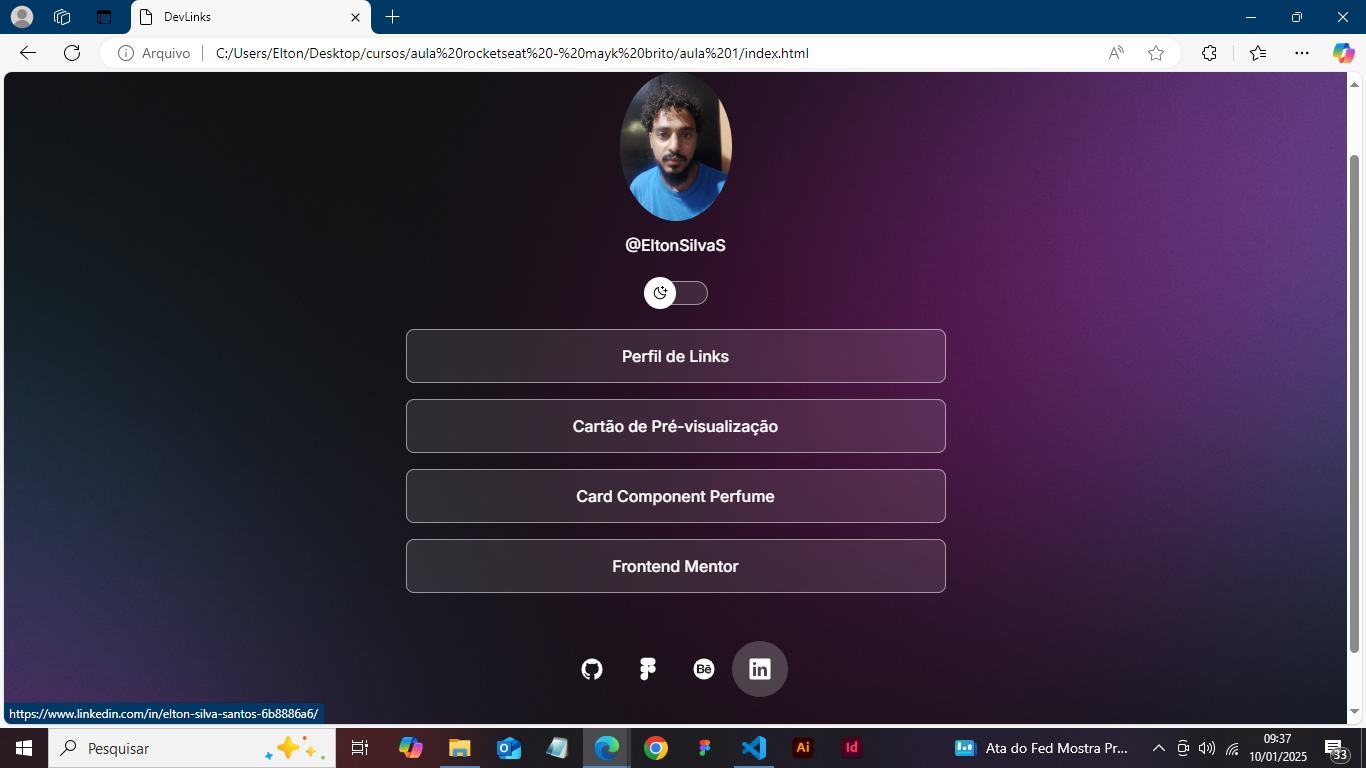 DevLinks
Arquivo
C:/Users/Elton/Desktop/cursos/aula%20rocketseat%20-%20mayk%20brito/aula%201/index.html
@EltonSilvaS
Perfil de Links
Cartão de Pré-visualização
Card Component Perfume
Frontend Mentor
Bē
in
https://www.linkedin.com/in/elton-silva-santos-6b8886a6/
Pesquisar
Ai
Id
Ata do Fed Mostra Pr...
09:37
10/01/2025
33